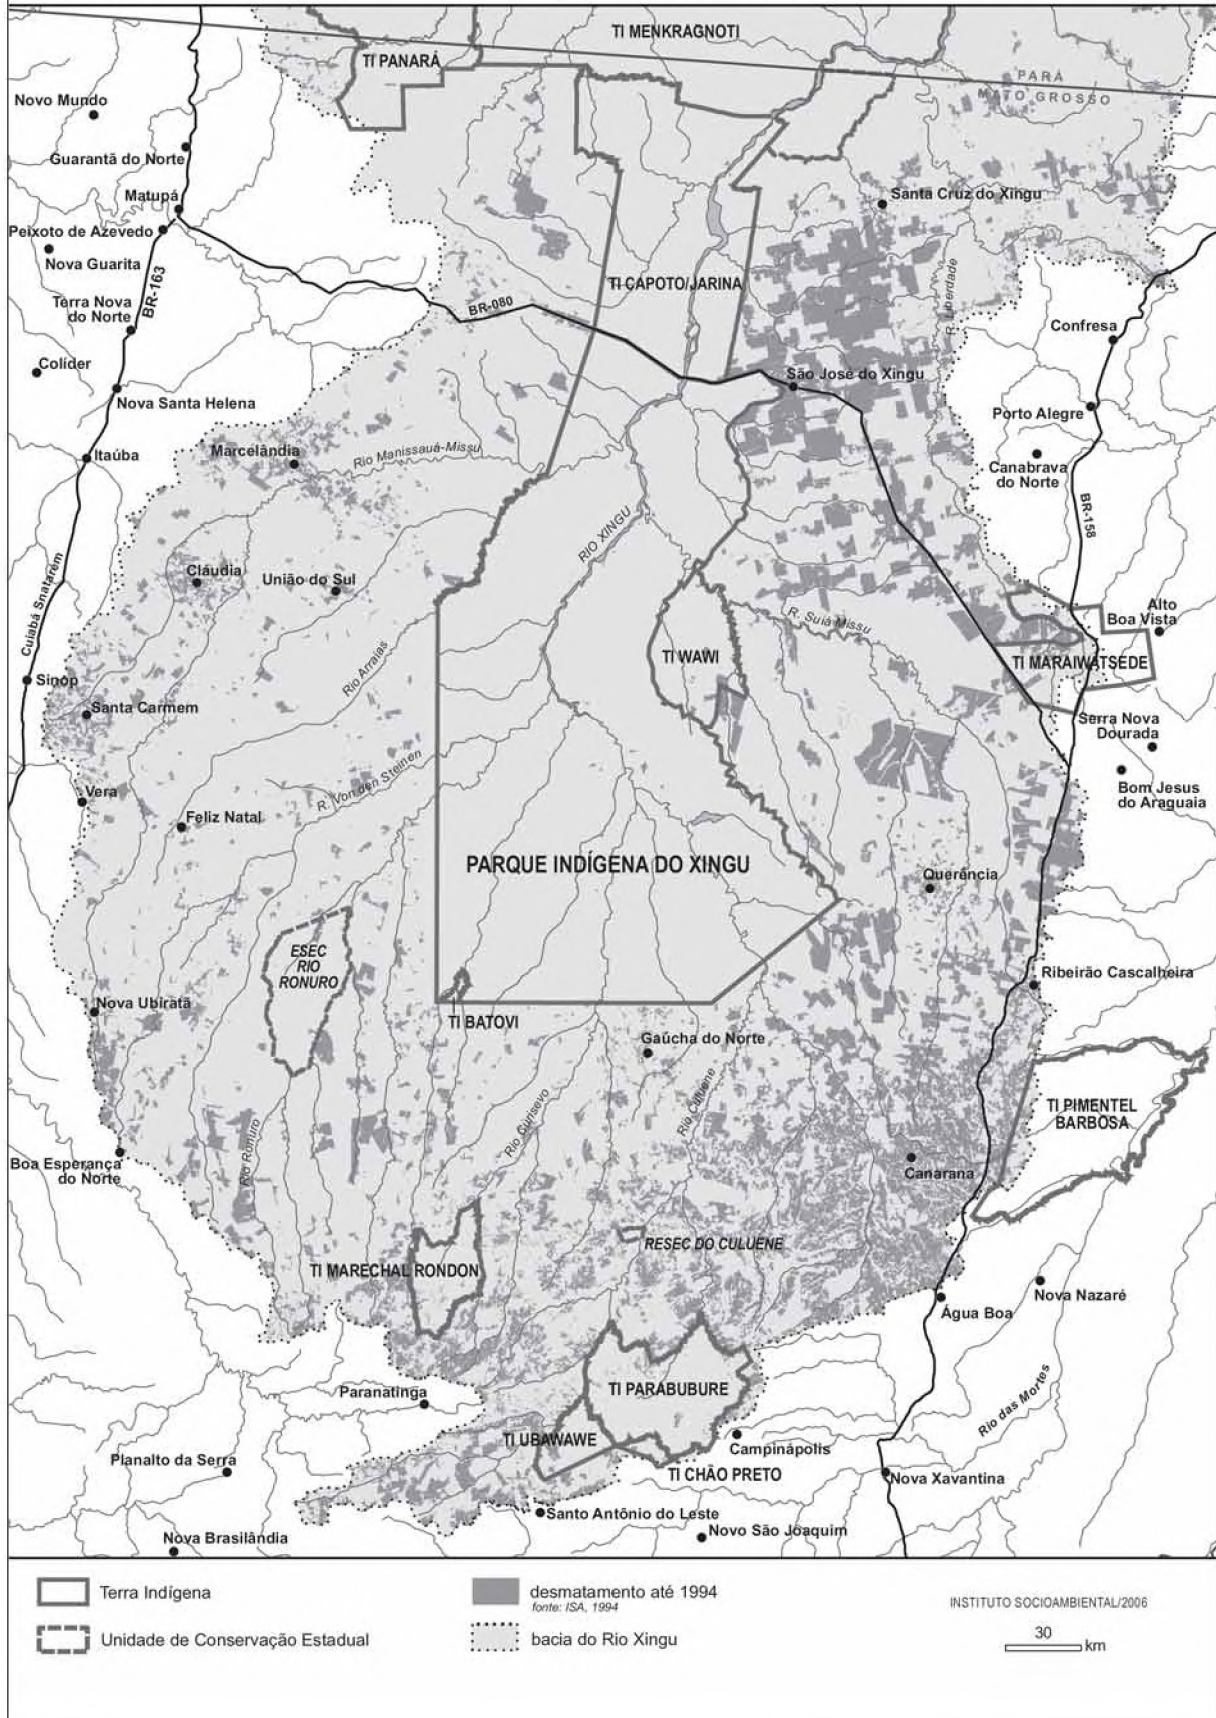 TI MENKRAGNOTI
TI PANARÁ
PARÁ
MATO GROSSO
Novo Mundo
Guarantã do Norte
Matupá
Santa Cruz do Xingu
Peixoto de Azevedo
Nova Guarita
BR-163
TI CAPOTO/JARINA
R. Liberdade
Terra Nova
do Norte
BR-080
Confresa
Colíder
São José do Xingu
Nova Santa Helena
Porto Alegre
Itaúba
Marcelândia
Rio Manissauá-Missu
Canabrava
do Norte
BR-158
RIO XINGU
Cláudia
União do Sul
Cuiabá Snatarém
Alto
Boa Vista
R. Suiá-Missu
TI WAWI
TI MARAIWATSEDE
Rio Arraias
Sinop
Santa Carmem
Serra Nova
Dourada
R. Von den Steinen
Vera
Bom Jesus
do Araguaia
Feliz Natal
PARQUE INDÍGENA DO XINGU
Querência
ESEC
RIO
RONURO
Ribeirão Cascalheira
Nova Ubiratã
TI BATOVI
Gaúcha do Norte
Rio Culuene
Rio Curisevo
TI PIMENTEL
BARBOSA
Rio Ronuro
Boa Esperança
do Norte
Canarana
RESEC DO CULUENE
TI MARECHAL RONDON
Nova Nazaré
Água Boa
Paranatinga
TI PARABUBURE
Rio das Mortes
TI UBAWAWE
Campinápolis
Planalto da Serra
TI CHÃO PRETO
Nova Xavantina
Santo Antônio do Leste
Nova Brasilândia
Novo São Joaquim
Terra Indígena
desmatamento até 1994
fonte: ISA, 1994
INSTITUTO SOCIOAMBIENTAL/2006
Unidade de Conservação Estadual
bacia do Rio Xingu
30
km